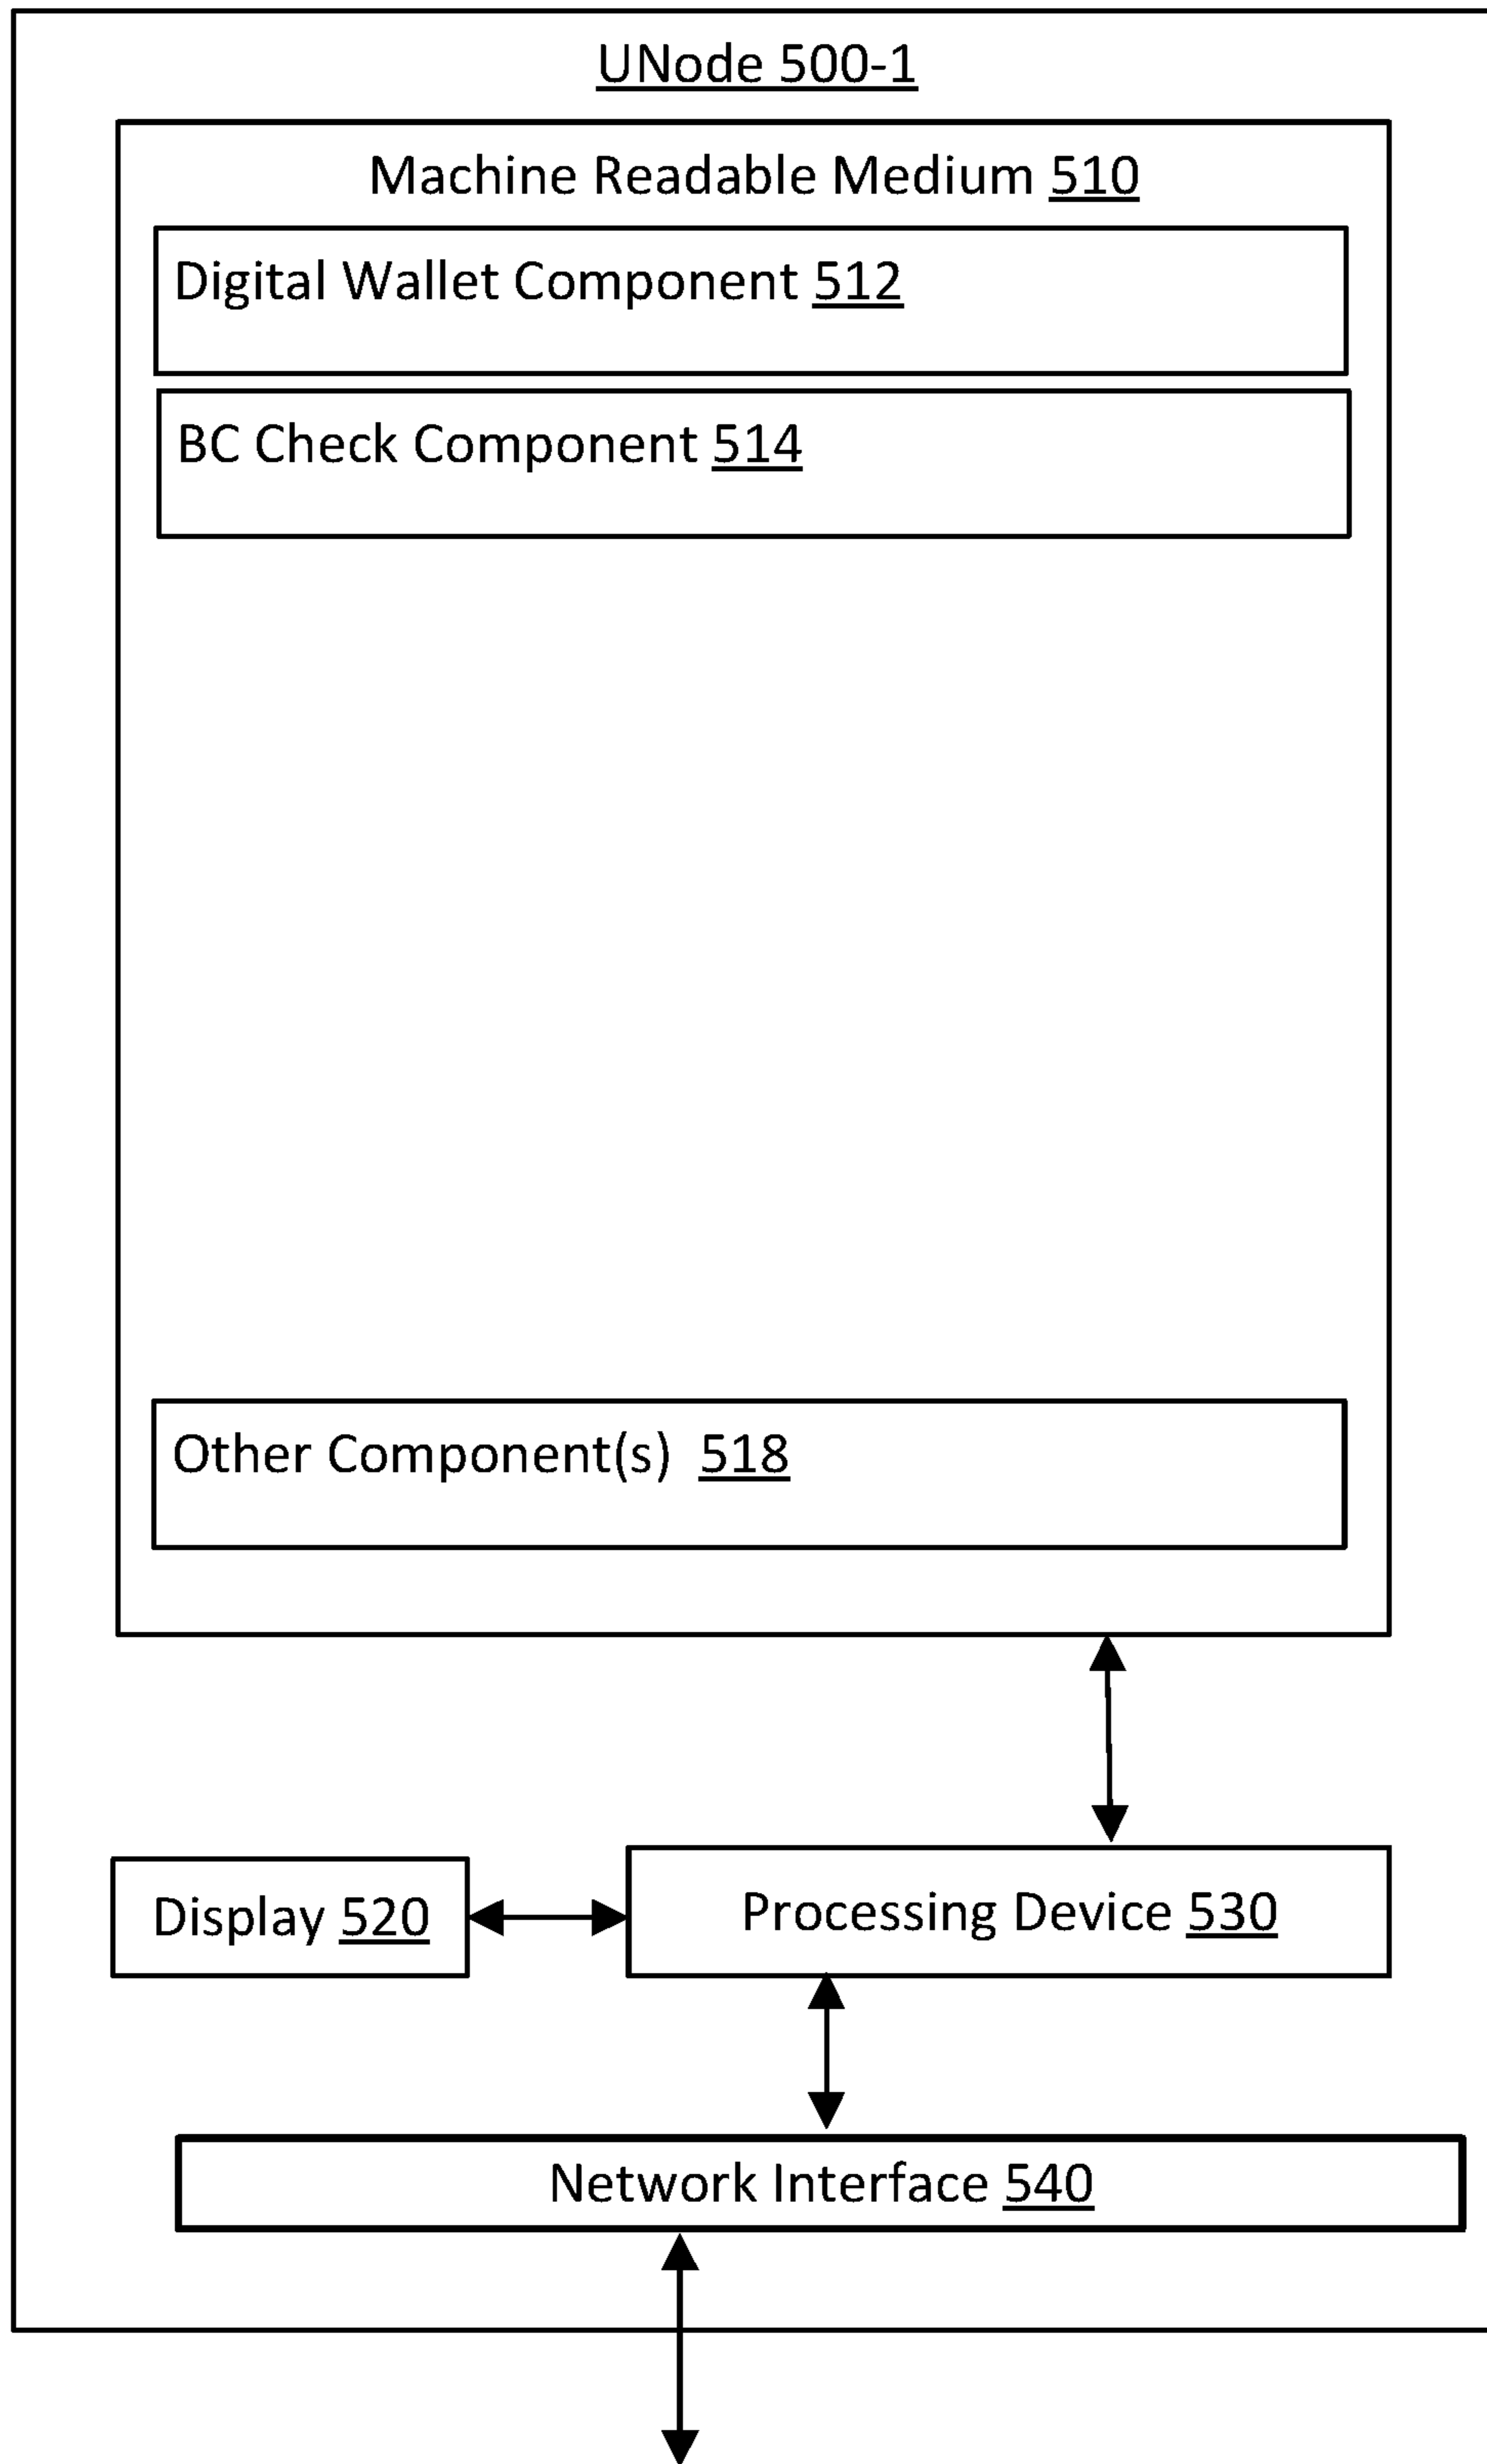 UNode 500-1
Machine Readable Medium 510
Digital Wallet Component 512
BC Check Component 514
Other Component(s) 518
Display 520
Processing Device 530
Network Interface 540